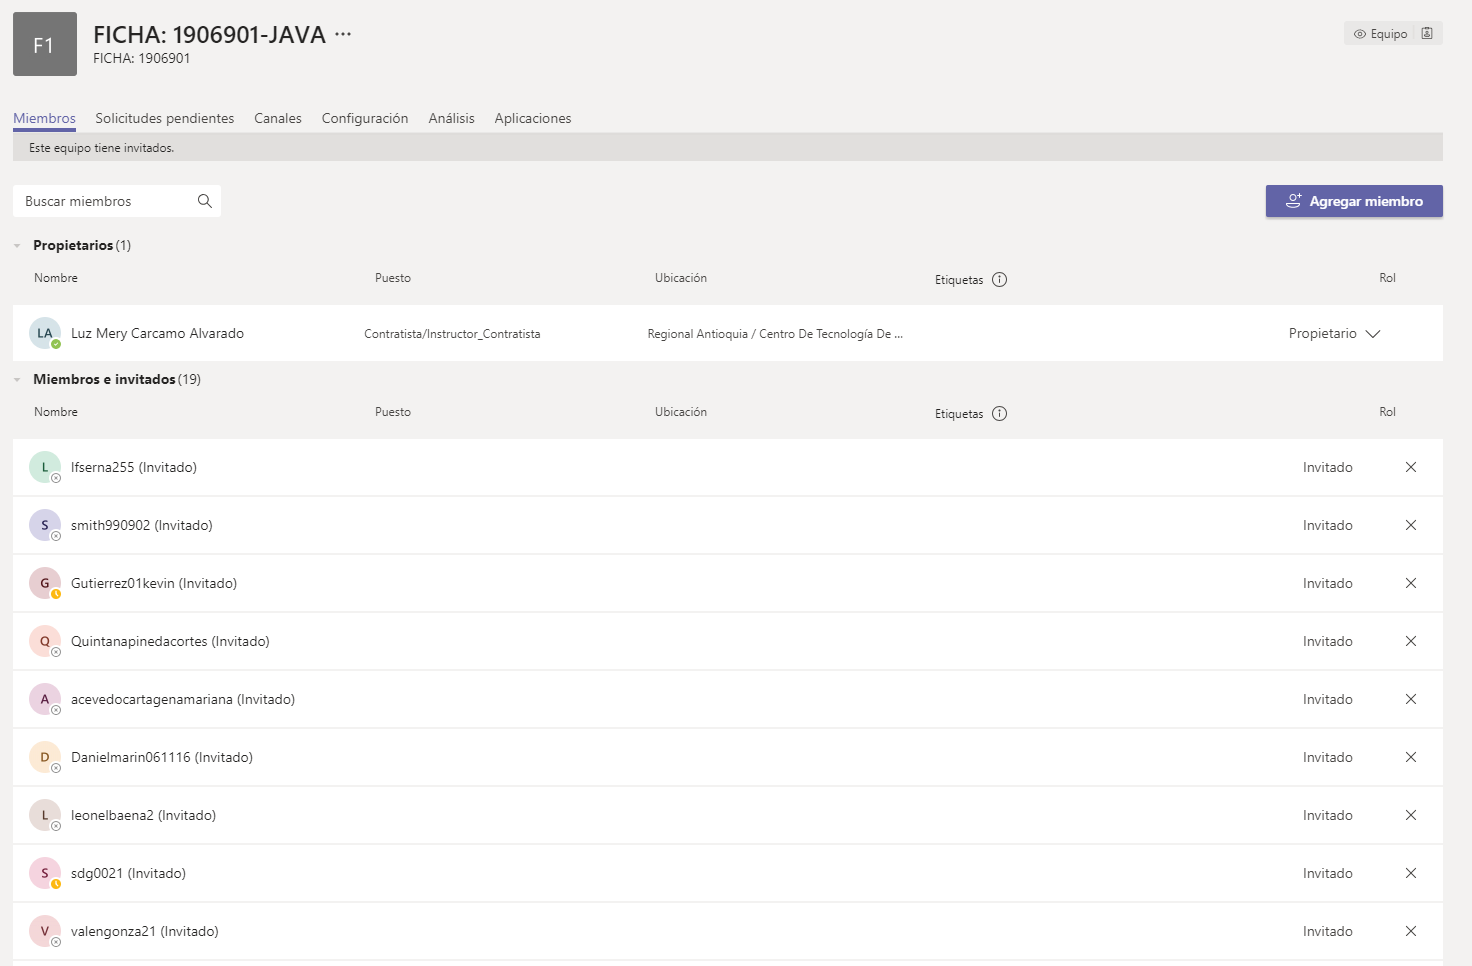 F1
FICHA: 1906901-JAVA ...
FICHA: 1906901
Equipo
Miembros Solicitudes pendientes Canales Configuración Análisis Aplicaciones
Este equipo tiene invitados.
Buscar miembros
Agregar miembro
Propietarios (1)
Nombre Puesto Ubicación Etiquetas Rol
LA Luz Mery Carcamo Alvarado Contratista/Instructor_Contratista Regional Antioquia / Centro De Tecnología De ... Propietario
Miembros e invitados (19)
Nombre Puesto Ubicación Etiquetas Rol
L lfserna255 (Invitado) Invitado
S smith990902 (Invitado) Invitado
G Gutierrez01kevin (Invitado) Invitado
Q Quintanapinedacortes (Invitado) Invitado
A acevedocartagenamariana (Invitado) Invitado
D Danielmarin061116 (Invitado) Invitado
L leonelbaena2 (Invitado) Invitado
S sdg0021 (Invitado) Invitado
V valengonza21 (Invitado) Invitado